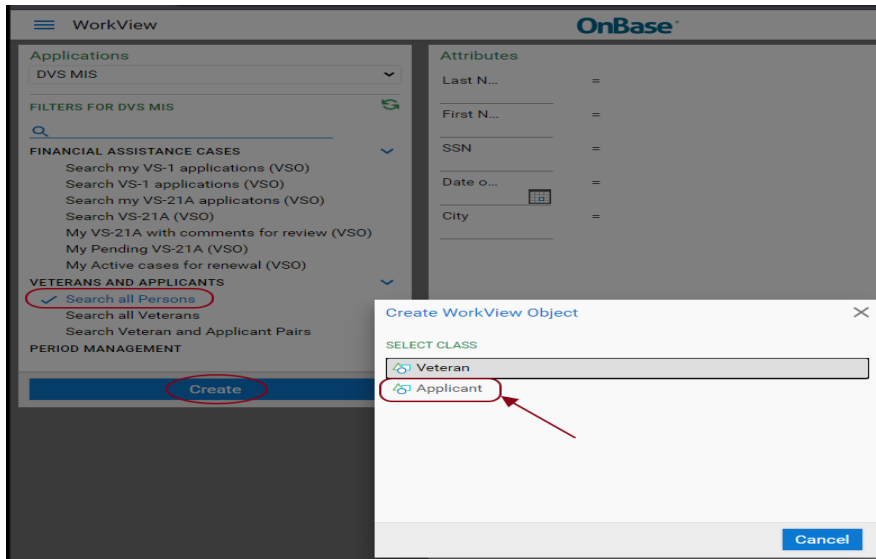 WorkView
OnBase
Applications
DVS MIS
FILTERS FOR DVS MIS
FINANCIAL ASSISTANCE CASES
Search my VS-1 applications (VSO)
Search VS-1 applications (VSO)
Search my VS-21A applicatons (VSO)
Search VS-21A (VSO)
My VS-21A with comments for review (VSO)
My Pending VS-21A (VSO)
My Active cases for renewal (VSO)
VETERANS AND APPLICANTS
Search all Persons
Search all Veterans
Search Veteran and Applicant Pairs
PERIOD MANAGEMENT
Create
Attributes
Last N... =
First N... =
SSN =
Date o... =
City =
Create WorkView Object
SELECT CLASS
Veteran
Applicant
Cancel